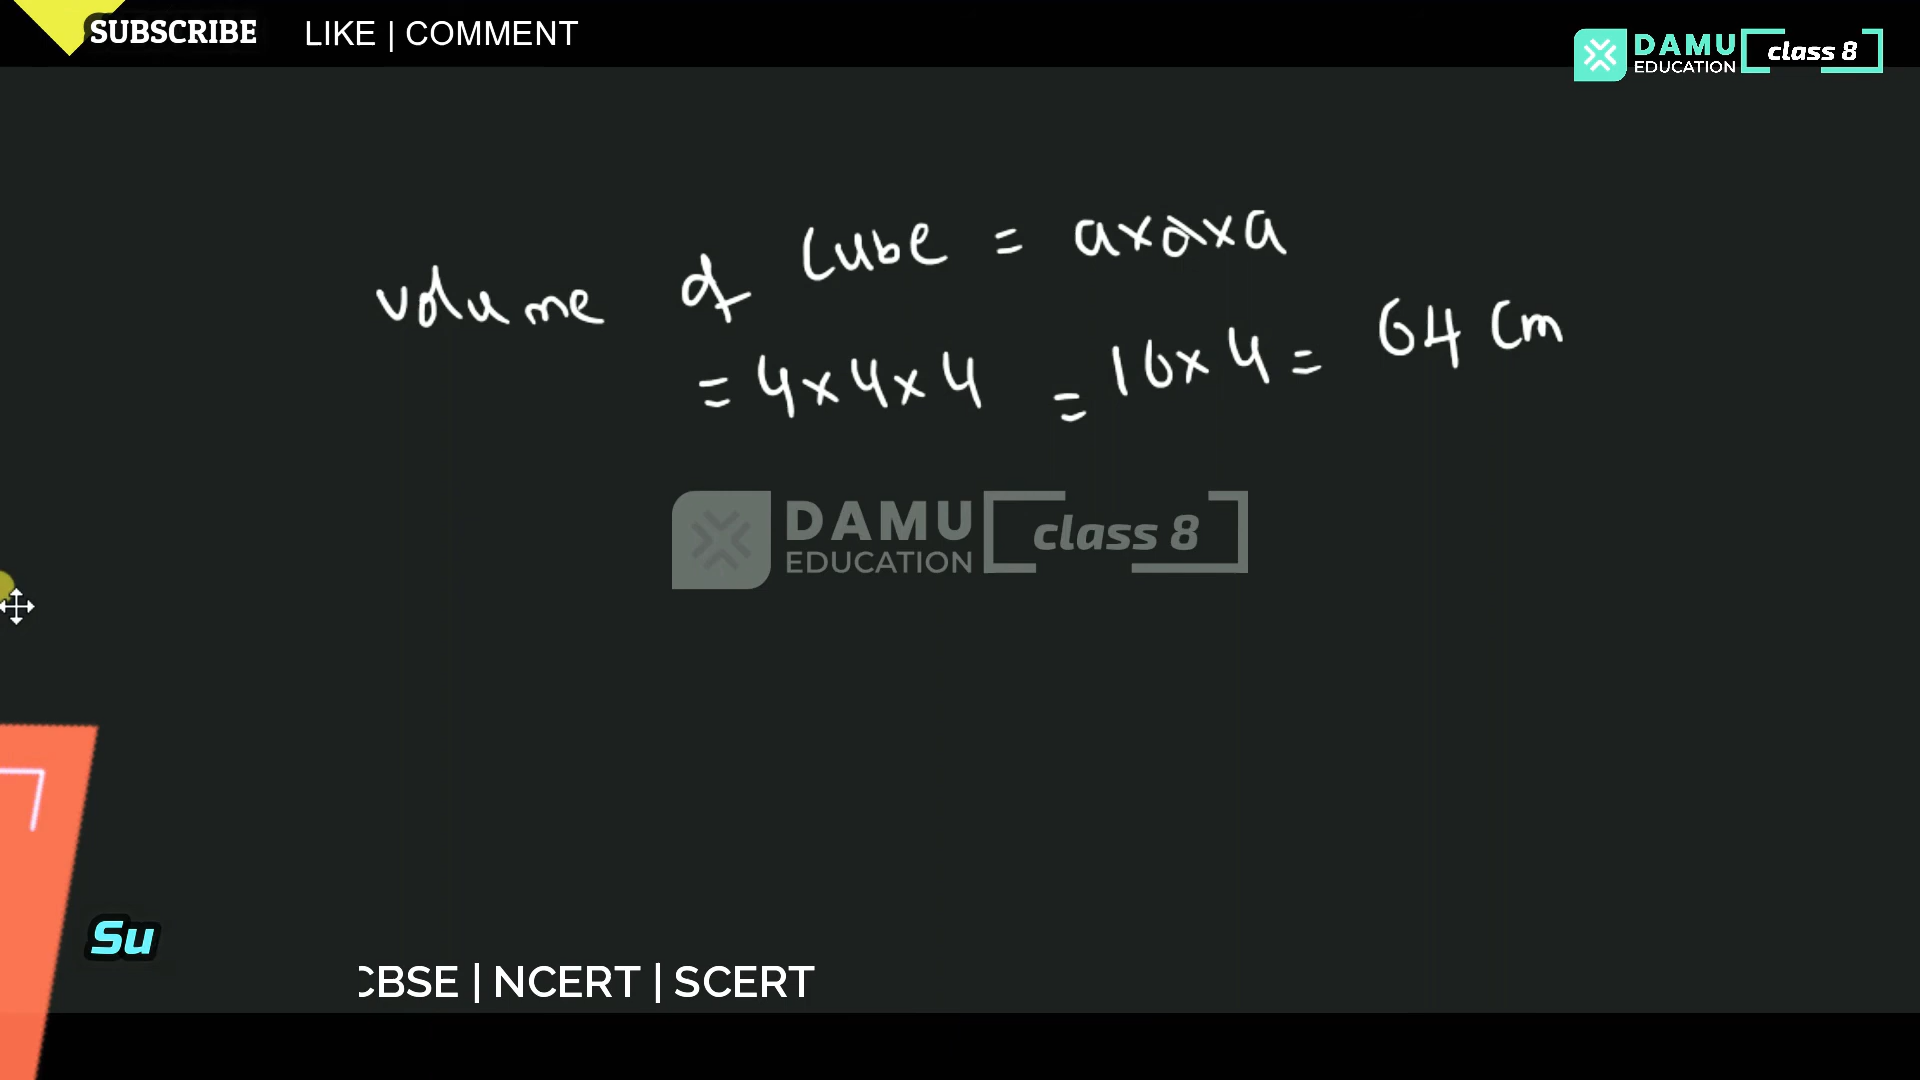 SUBSCRIBE LIKE | COMMENT
DAMU EDUCATION class 8
volume of Cube = a×a×a
= 4×4×4 = 16×4 = 64 Cm
DAMU EDUCATION class 8
Su
CBSE | NCERT | SCERT